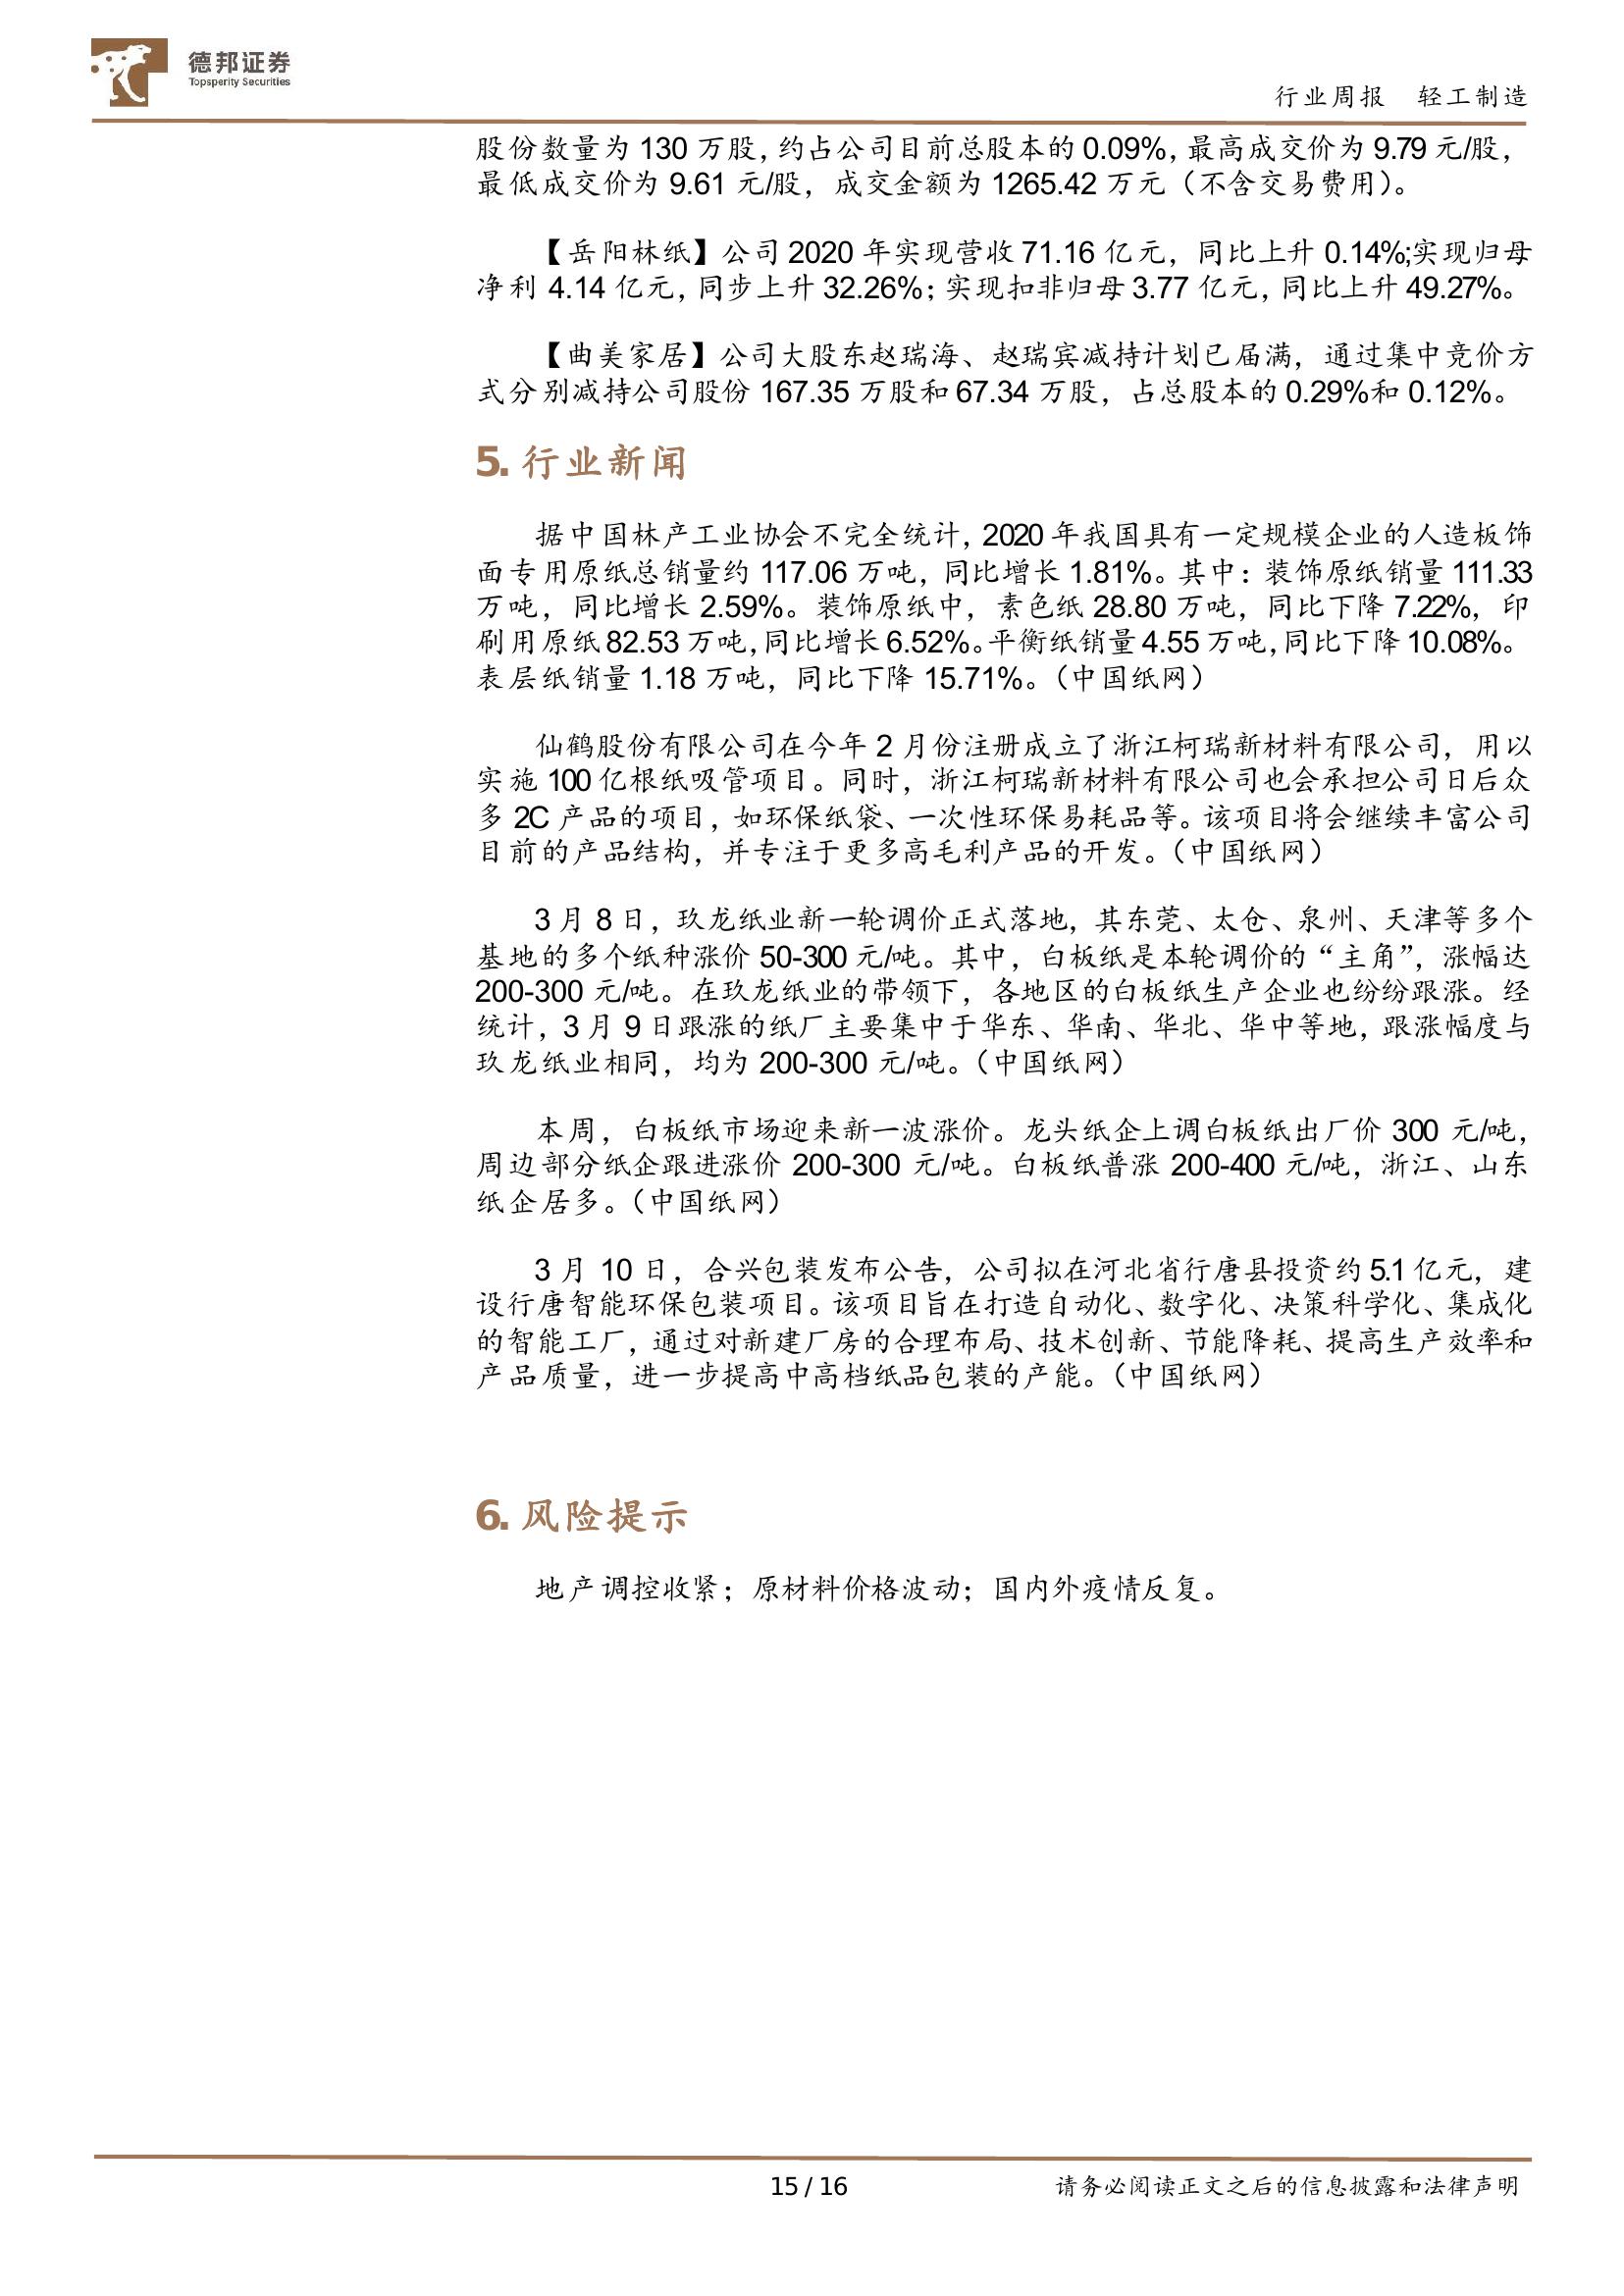 德邦证券
Topsperity Securities
行业周报 轻工制造
股份数量为 130 万股，约占公司目前总股本的 0.09%，最高成交价为 9.79 元/股，
最低成交价为 9.61 元/股，成交金额为 1265.42 万元（不含交易费用）。
【岳阳林纸】公司 2020 年实现营收 71.16 亿元，同比上升 0.14%;实现归母
净利 4.14 亿元，同步上升 32.26%；实现扣非归母 3.77 亿元，同比上升 49.27%。
【曲美家居】公司大股东赵瑞海、赵瑞宾减持计划已届满，通过集中竞价方
式分别减持公司股份 167.35 万股和 67.34 万股，占总股本的 0.29%和 0.12%。
5. 行业新闻
据中国林产工业协会不完全统计，2020 年我国具有一定规模企业的人造板饰
面专用原纸总销量约 117.06 万吨，同比增长 1.81%。其中：装饰原纸销量 111.33
万吨，同比增长 2.59%。装饰原纸中，素色纸 28.80 万吨，同比下降 7.22%，印
刷用原纸 82.53 万吨，同比增长 6.52%。平衡纸销量 4.55 万吨，同比下降 10.08%。
表层纸销量 1.18 万吨，同比下降 15.71%。（中国纸网）
仙鹤股份有限公司在今年 2 月份注册成立了浙江柯瑞新材料有限公司，用以
实施 100 亿根纸吸管项目。同时，浙江柯瑞新材料有限公司也会承担公司日后众
多 2C 产品的项目，如环保纸袋、一次性环保易耗品等。该项目将会继续丰富公司
目前的产品结构，并专注于更多高毛利产品的开发。（中国纸网）
3 月 8 日，玖龙纸业新一轮调价正式落地，其东莞、太仓、泉州、天津等多个
基地的多个纸种涨价 50-300 元/吨。其中，白板纸是本轮调价的“主角”，涨幅达
200-300 元/吨。在玖龙纸业的带领下，各地区的白板纸生产企业也纷纷跟涨。经
统计，3 月 9 日跟涨的纸厂主要集中于华东、华南、华北、华中等地，跟涨幅度与
玖龙纸业相同，均为 200-300 元/吨。（中国纸网）
本周，白板纸市场迎来新一波涨价。龙头纸企上调白板纸出厂价 300 元/吨，
周边部分纸企跟进涨价 200-300 元/吨。白板纸普涨 200-400 元/吨，浙江、山东
纸企居多。（中国纸网）
3 月 10 日，合兴包装发布公告，公司拟在河北省行唐县投资约 5.1 亿元，建
设行唐智能环保包装项目。该项目旨在打造自动化、数字化、决策科学化、集成化
的智能工厂，通过对新建厂房的合理布局、技术创新、节能降耗、提高生产效率和
产品质量，进一步提高中高档纸品包装的产能。（中国纸网）
6. 风险提示
地产调控收紧；原材料价格波动；国内外疫情反复。
15 / 16
请务必阅读正文之后的信息披露和法律声明